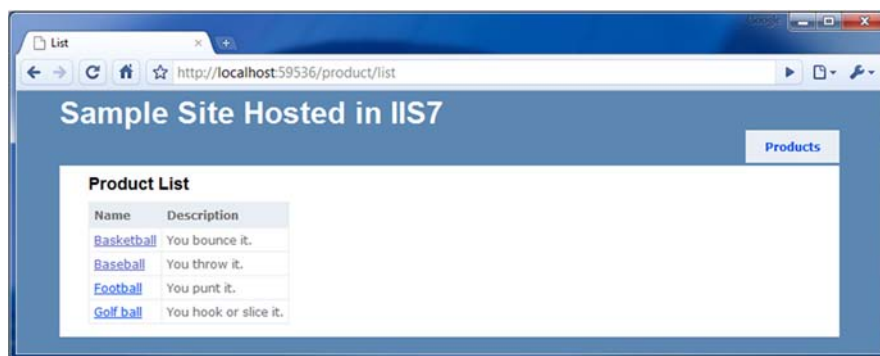 Google
List
http://localhost:59536/product/list
Sample Site Hosted in IIS7
Products
Product List
Name Description
Basketball You bounce it.
Baseball You throw it.
Football You punt it.
Golf ball You hook or slice it.